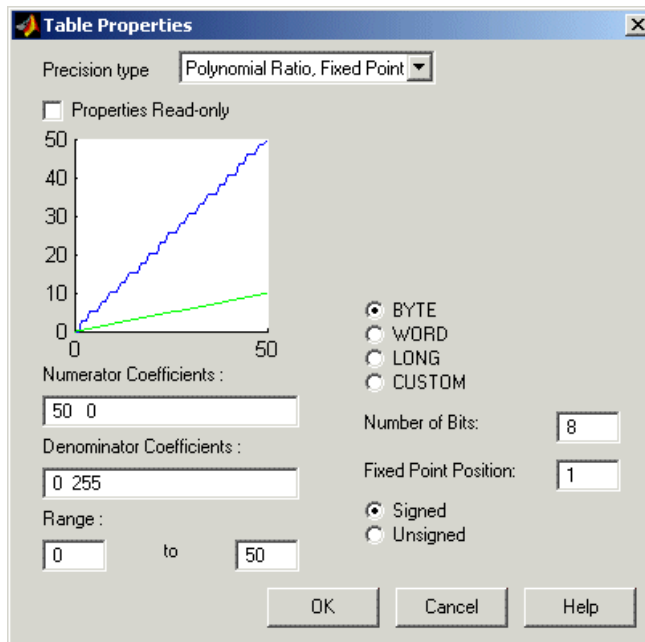 Table Properties
Precision type
Polynomial Ratio, Fixed Point
Properties Read-only
50
40
30
20
10
0
0
50
BYTE
WORD
LONG
CUSTOM
Numerator Coefficients :
50 0
Number of Bits:
8
Denominator Coefficients :
0 255
Fixed Point Position:
1
Range :
0
to
50
Signed
Unsigned
OK
Cancel
Help